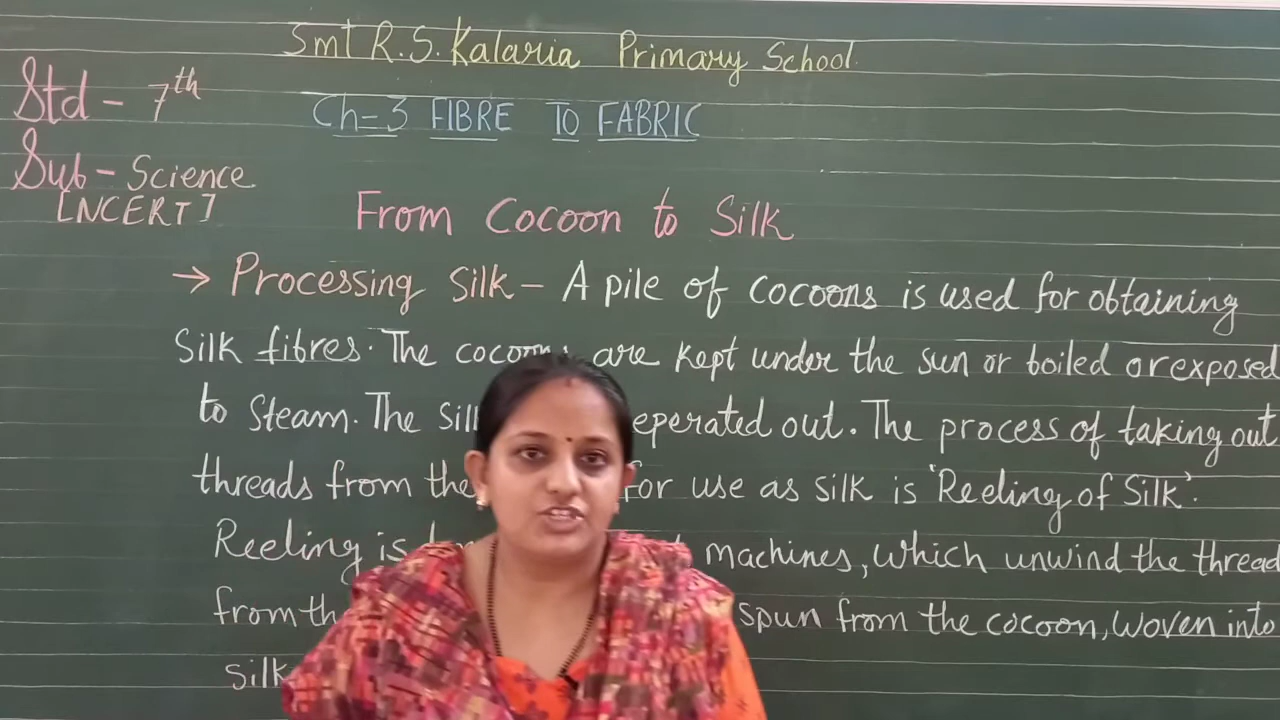 Smt R.S. Kalaria Primary School.
Std - 7th
Ch=3 FIBRE TO FABRIC
Sub - Science
[NCERT]
From Cocoon to Silk
→ Processing Silk - A pile of cocoons is used for obtaining
Silk fibres. The cocoons are kept under the sun or boiled or exposed
to Steam. The Sil eperated out. The process of taking out
threads from the for use as silk is 'Reeling of Silk'.
Reeling is machines, which unwind the thread
from th spun from the cocoon, woven into
silk